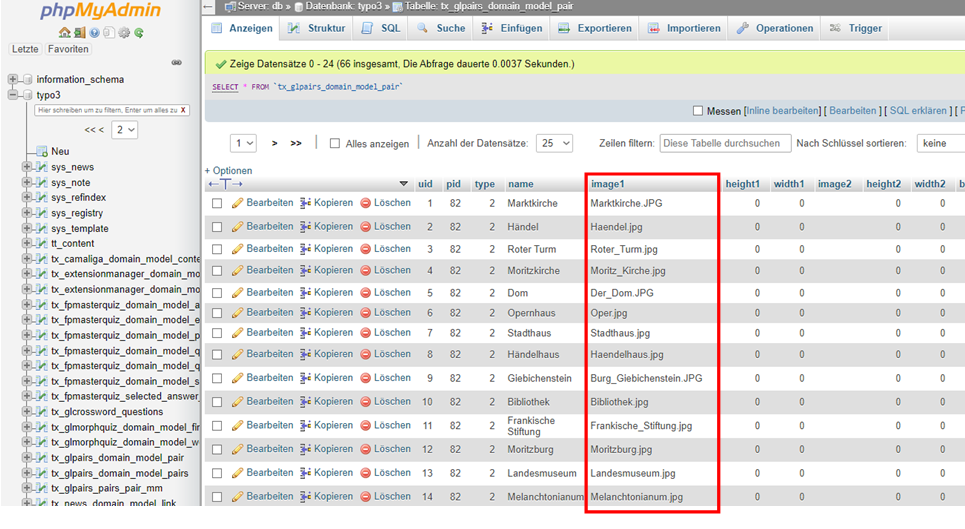 phpMyAdmin
Server: db » Datenbank: typo3 » Tabelle: tx_glpairs_domain_model_pair
Anzeigen Struktur SQL Suche Einfügen Exportieren Importieren Operationen Trigger
Letzte Favoriten
Zeige Datensätze 0 - 24 (66 insgesamt, Die Abfrage dauerte 0.0037 Sekunden.)
SELECT * FROM `tx_glpairs_domain_model_pair`
Messen [Inline bearbeiten] [ Bearbeiten ] [ SQL erklären ] [
1 > >> Alles anzeigen Anzahl der Datensätze: 25 Zeilen filtern: Diese Tabelle durchsuchen Nach Schlüssel sortieren: keine
+ Optionen
uid pid type name image1 height1 width1 image2 height2 width2 b
Bearbeiten Kopieren Löschen 1 82 2 Marktkirche Marktkirche.JPG 0 0 0 0
Bearbeiten Kopieren Löschen 2 82 2 Händel Haendel.jpg 0 0 0 0
Bearbeiten Kopieren Löschen 3 82 2 Roter Turm Roter_Turm.jpg 0 0 0 0
Bearbeiten Kopieren Löschen 4 82 2 Moritzkirche Moritz_Kirche.jpg 0 0 0 0
Bearbeiten Kopieren Löschen 5 82 2 Dom Der_Dom.JPG 0 0 0 0
Bearbeiten Kopieren Löschen 6 82 2 Opernhaus Oper.jpg 0 0 0 0
Bearbeiten Kopieren Löschen 7 82 2 Stadthaus Stadthaus.jpg 0 0 0 0
Bearbeiten Kopieren Löschen 8 82 2 Händelhaus Haendelhaus.jpg 0 0 0 0
Bearbeiten Kopieren Löschen 9 82 2 Giebichenstein Burg_Giebichenstein.JPG 0 0 0 0
Bearbeiten Kopieren Löschen 10 82 2 Bibliothek Bibliothek.jpg 0 0 0 0
Bearbeiten Kopieren Löschen 11 82 2 Frankische Stiftung Frankische_Stiftung.jpg 0 0 0 0
Bearbeiten Kopieren Löschen 12 82 2 Moritzburg Moritzburg.jpg 0 0 0 0
Bearbeiten Kopieren Löschen 13 82 2 Landesmuseum Landesmuseum.jpg 0 0 0 0
Bearbeiten Kopieren Löschen 14 82 2 Melanchtonianum Melanchtonianum.jpg 0 0 0 0
information_schema
typo3
Hier schreiben um zu filtern, Enter um alles zu X
<< < 2
Neu
sys_news
sys_note
sys_refindex
sys_registry
sys_template
tt_content
tx_camaliga_domain_model_conte
tx_extensionmanager_domain_mo
tx_extensionmanager_domain_mo
tx_fpmasterquiz_domain_model_a
tx_fpmasterquiz_domain_model_e
tx_fpmasterquiz_domain_model_p
tx_fpmasterquiz_domain_model_q
tx_fpmasterquiz_domain_model_q
tx_fpmasterquiz_domain_model_s
tx_fpmasterquiz_selected_answer_
tx_glcrossword_questions
tx_glmorphquiz_domain_model_fir
tx_glmorphquiz_domain_model_w
tx_glpairs_domain_model_pair
tx_glpairs_domain_model_pairs
tx_glpairs_pairs_pair_mm
tx_news_domain_model_link